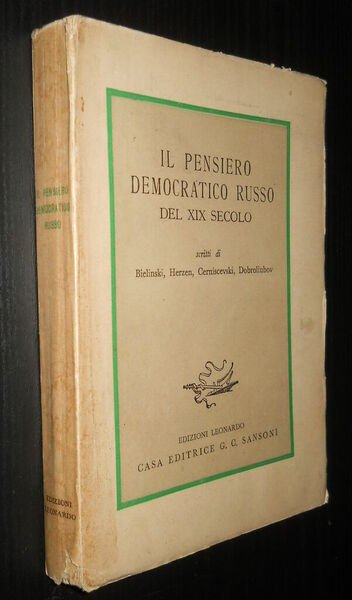 IL PENSIERO
DEMOCRATICO RUSSO
DEL XIX SECOLO
scritti di
Bielinski, Herzen, Cerniscevski, Dobroliubov
EDIZIONI LEONARDO
CASA EDITRICE G. C. SANSONI
IL PENSIERO
DEMOCRATICO
RUSSO
EDIZIONI
LEONARDO